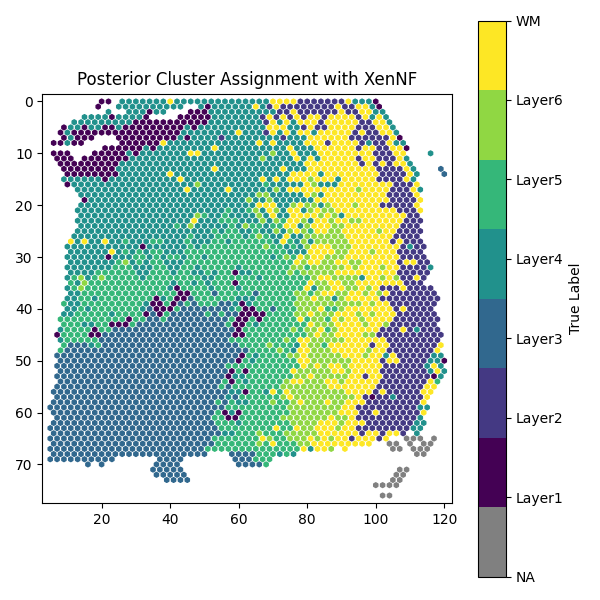 Posterior Cluster Assignment with XenNF
0
10
20
30
40
50
60
70
20
40
60
80
100
120
WM
Layer6
Layer5
Layer4
Layer3
Layer2
Layer1
NA
True Label